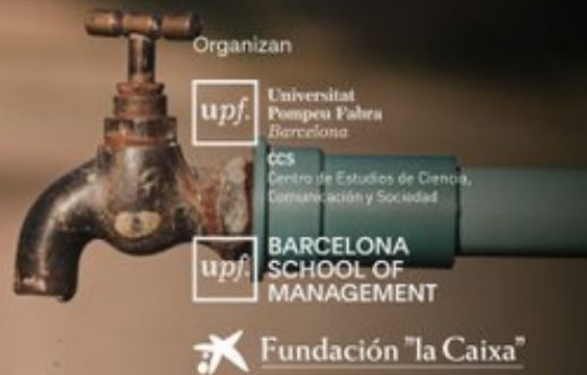 Organizan
upf.
Universitat
Pompeu Fabra
Barcelona
CCS
Centro de Estudios de Ciencia,
Comunicación y Sociedad
upf.
BARCELONA
SCHOOL OF
MANAGEMENT
Fundación "la Caixa"